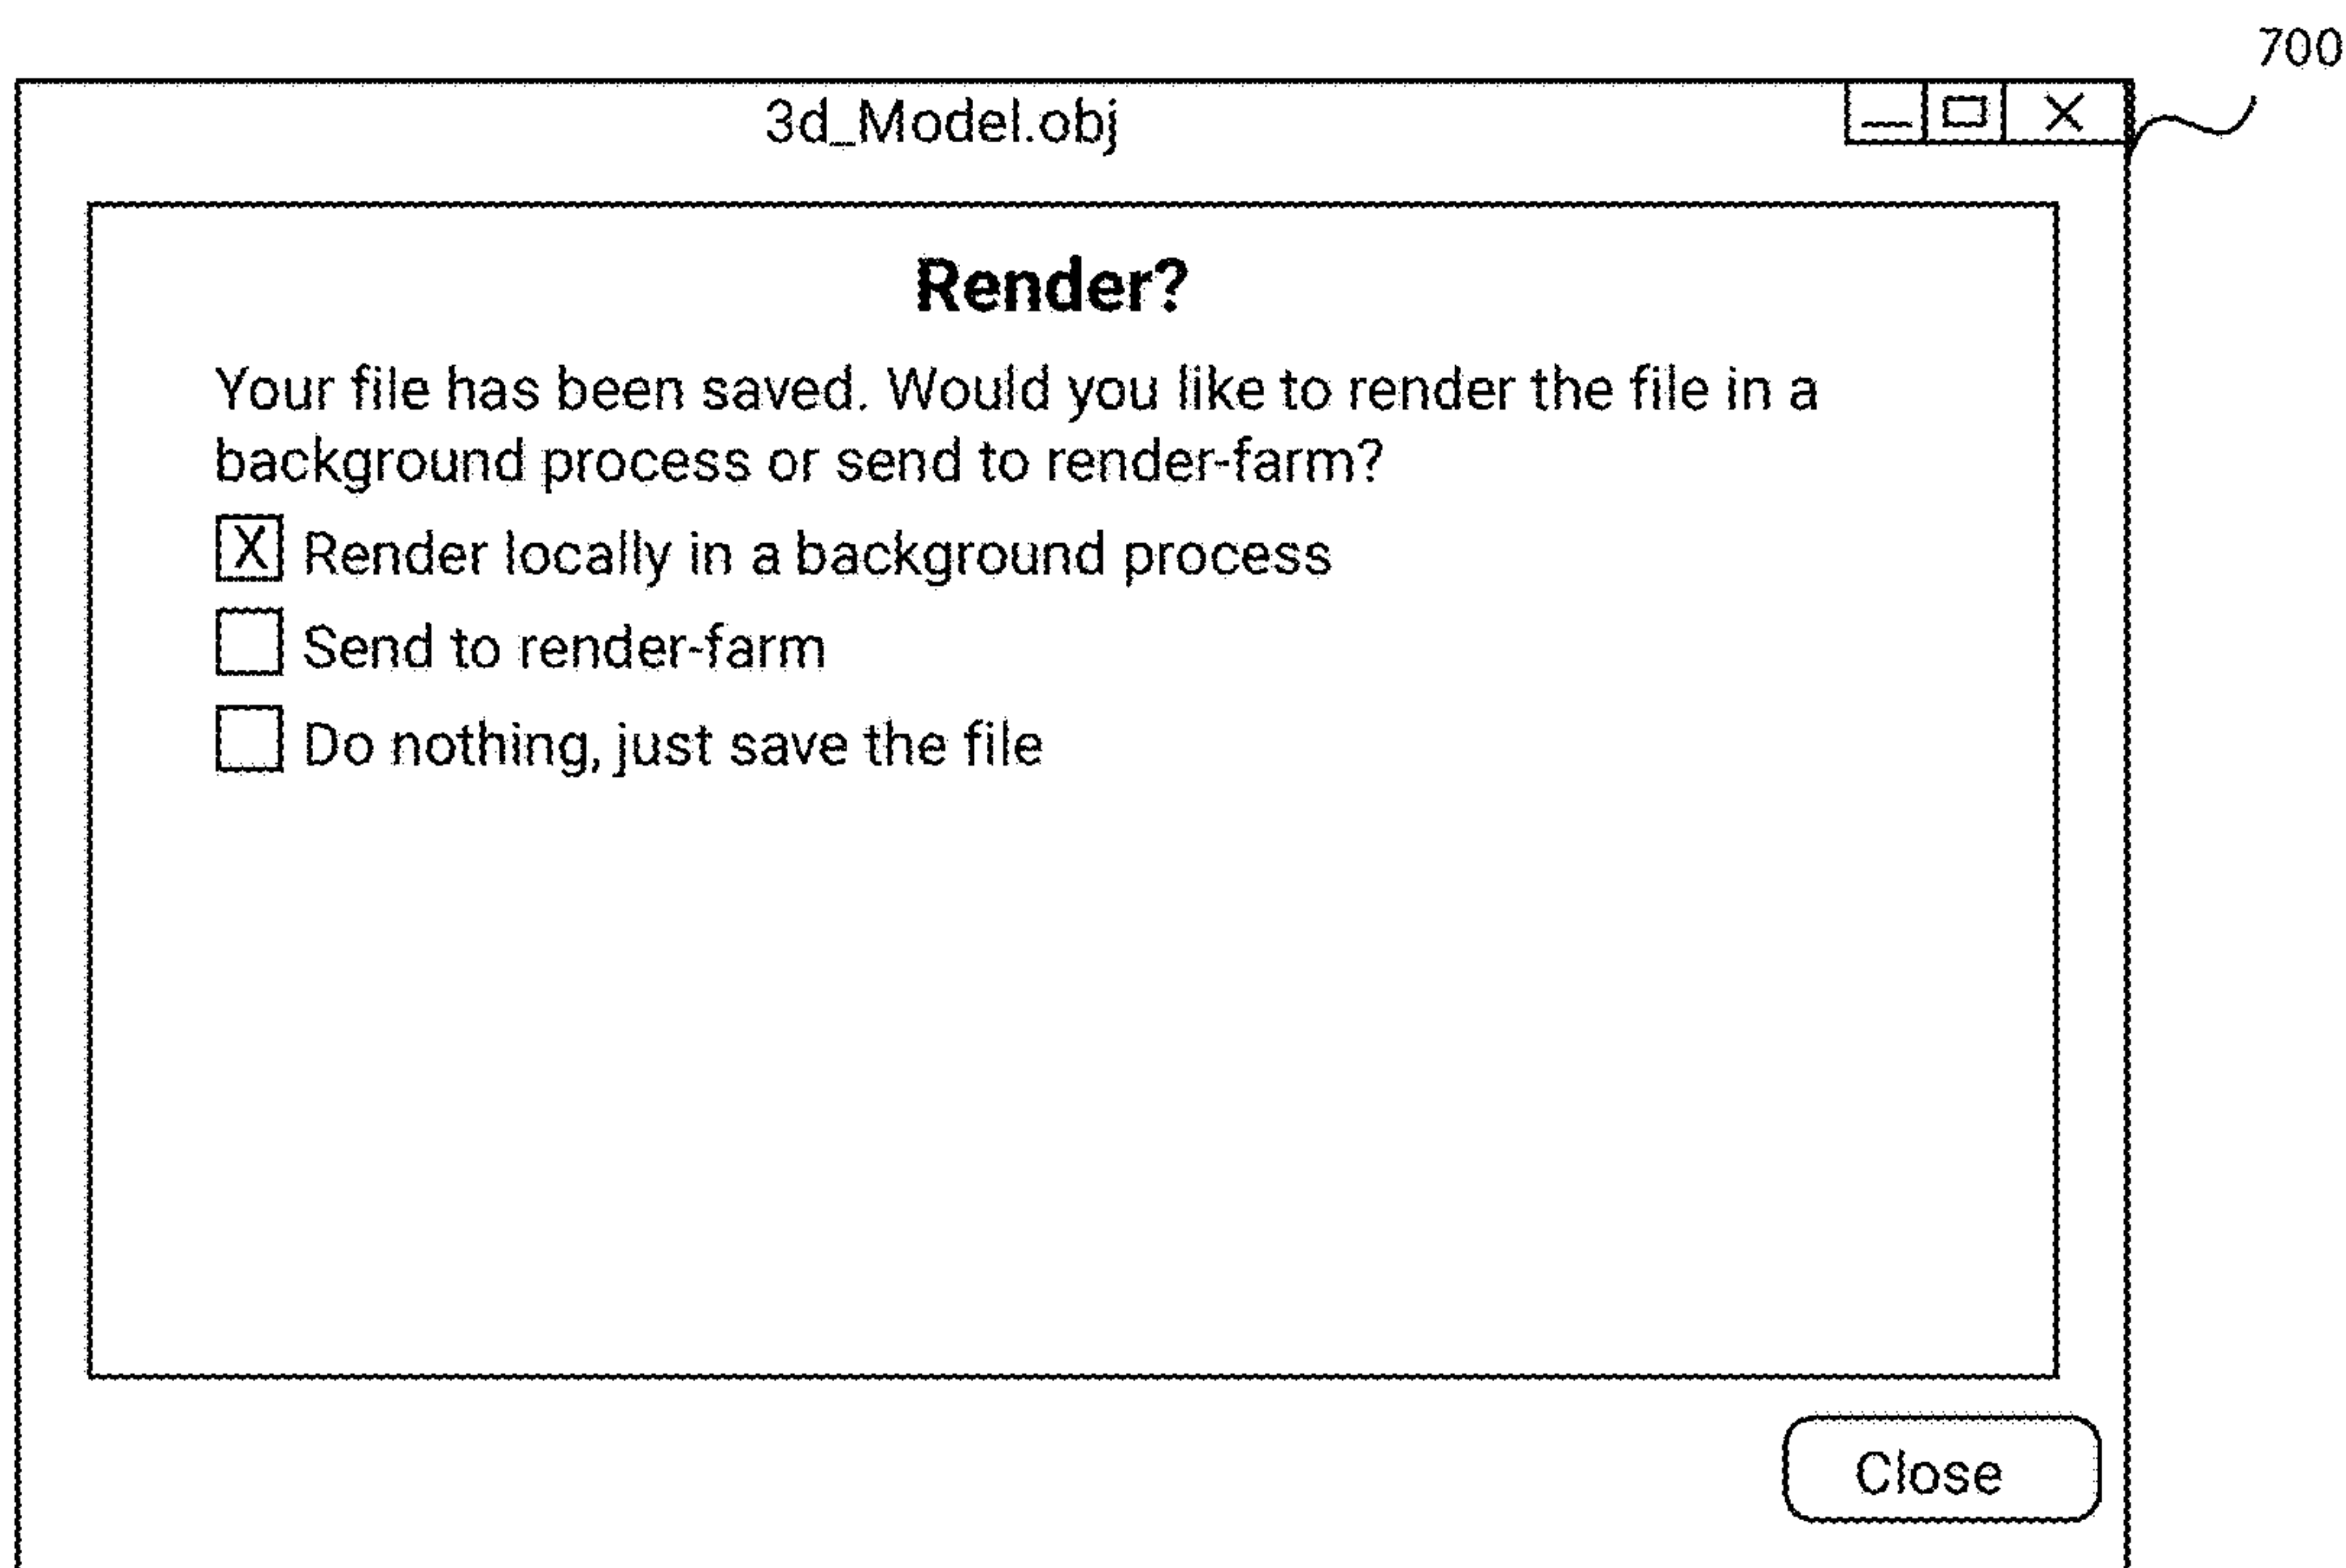 700
3d_Model.obj
Render?
Your file has been saved. Would you like to render the file in a
background process or send to render-farm?
X Render locally in a background process
Send to render-farm
Do nothing, just save the file
Close